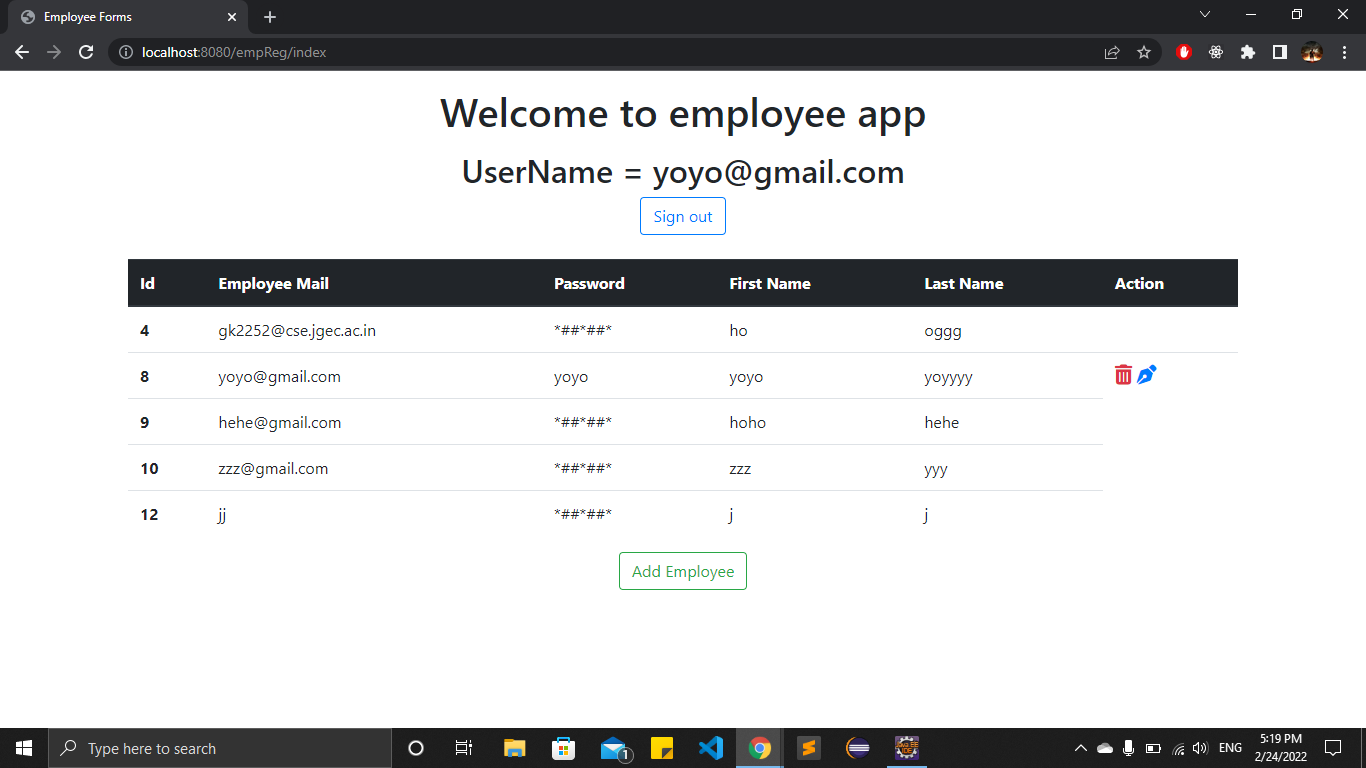 Employee Forms
localhost:8080/empReg/index
Welcome to employee app
UserName = yoyo@gmail.com
Sign out
Id Employee Mail Password First Name Last Name Action
4 gk2252@cse.jgec.ac.in *##*##* ho oggg
8 yoyo@gmail.com yoyo yoyo yoyyyy
9 hehe@gmail.com *##*##* hoho hehe
10 zzz@gmail.com *##*##* zzz yyy
12 jj *##*##* j j
Add Employee
Type here to search
1
ENG
5:19 PM
2/24/2022